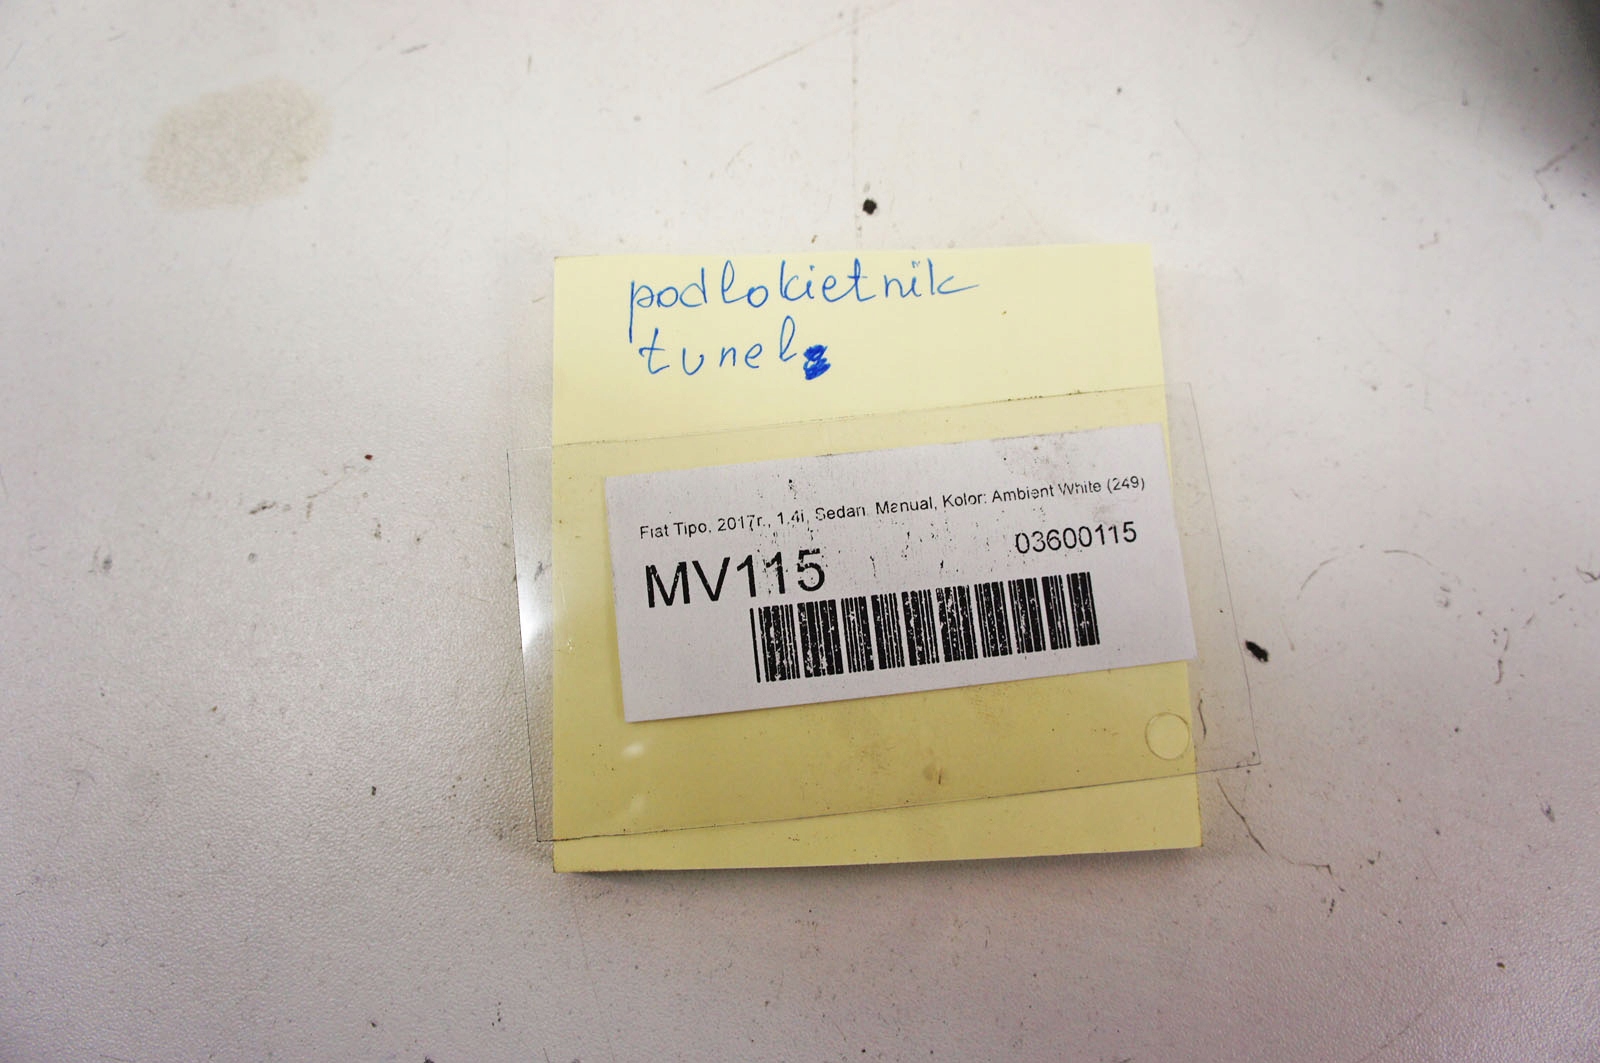 podlokietnik
tunel
Fiat Tipo, 2017r., 1.4i, Sedan, Manual, Kolor: Ambient White (249)
MV115
03600115